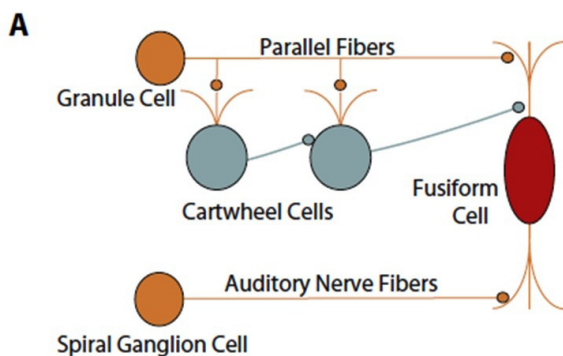 A
Parallel Fibers
Granule Cell
Cartwheel Cells
Fusiform
Cell
Auditory Nerve Fibers
Spiral Ganglion Cell